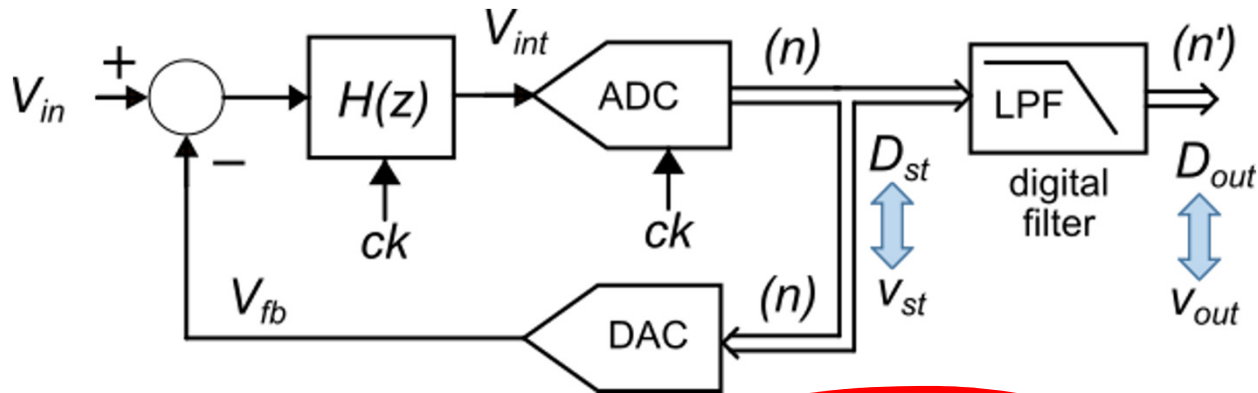 V_int
(n)
(n')
+
V_in
H(z)
ADC
LPF
−
D_st
D_out
digital
filter
ck
ck
V_fb
(n)
v_st
v_out
DAC